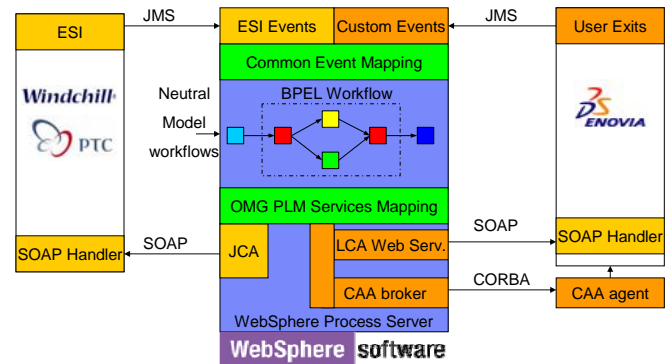 ESI
JMS
ESI Events
Custom Events
JMS
User Exits
Common Event Mapping
Windchill
PTC
Neutral
Model
workflows
BPEL Workflow
DS
ENOVIA
OMG PLM Services Mapping
SOAP Handler
SOAP
JCA
LCA Web Serv.
SOAP
SOAP Handler
CAA broker
CORBA
CAA agent
WebSphere Process Server
WebSphere software